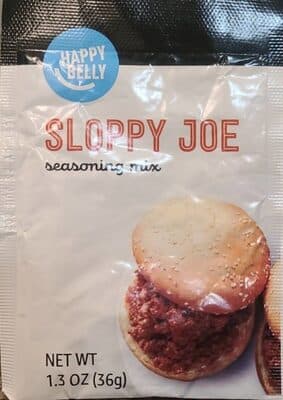 HAPPY
BELLY
SLOPPY JOE
seasoning mix
NET WT
1.3 OZ (36g)